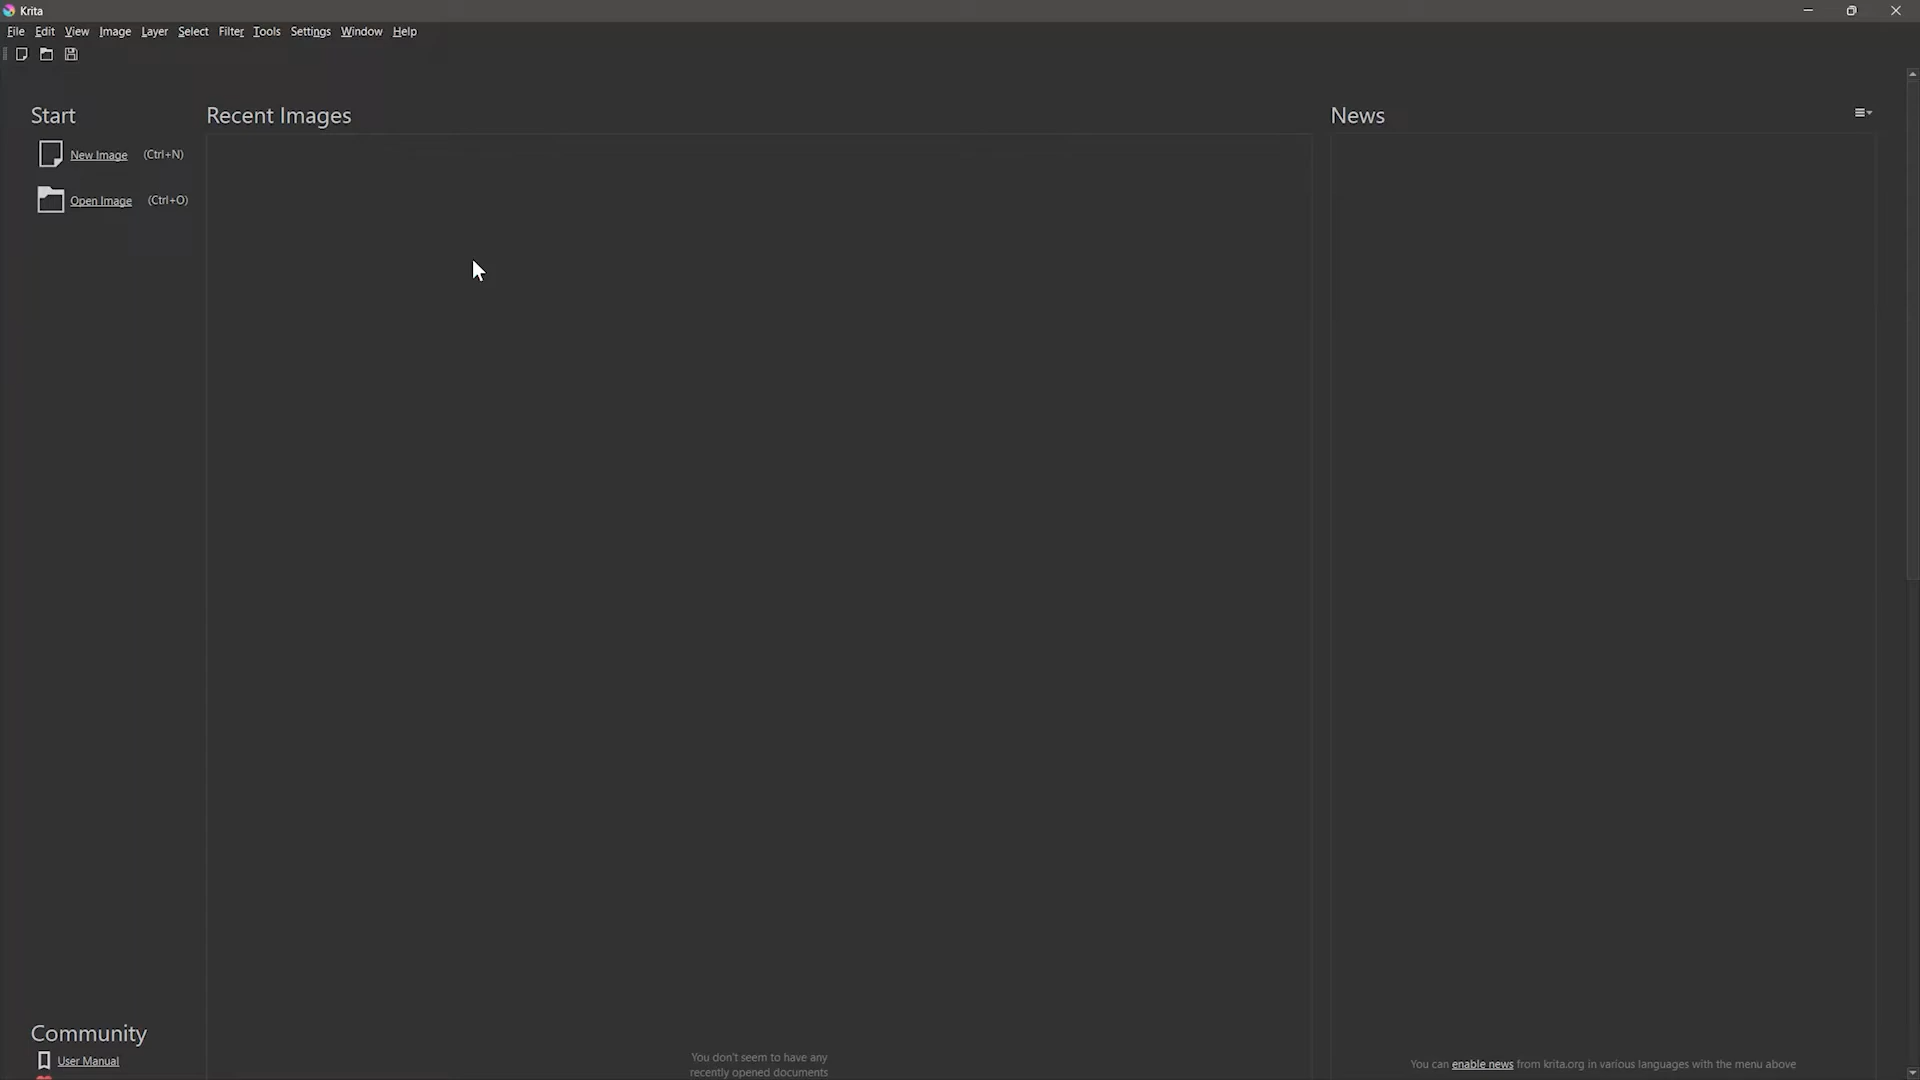 Krita
File Edit View Image Layer Select Filter Tools Settings Window Help
Start
Recent Images
News
New Image (Ctrl+N)
Open Image (Ctrl+O)
Community
User Manual
You don't seem to have any
recently opened documents
You can enable news from krita.org in various languages with the menu above